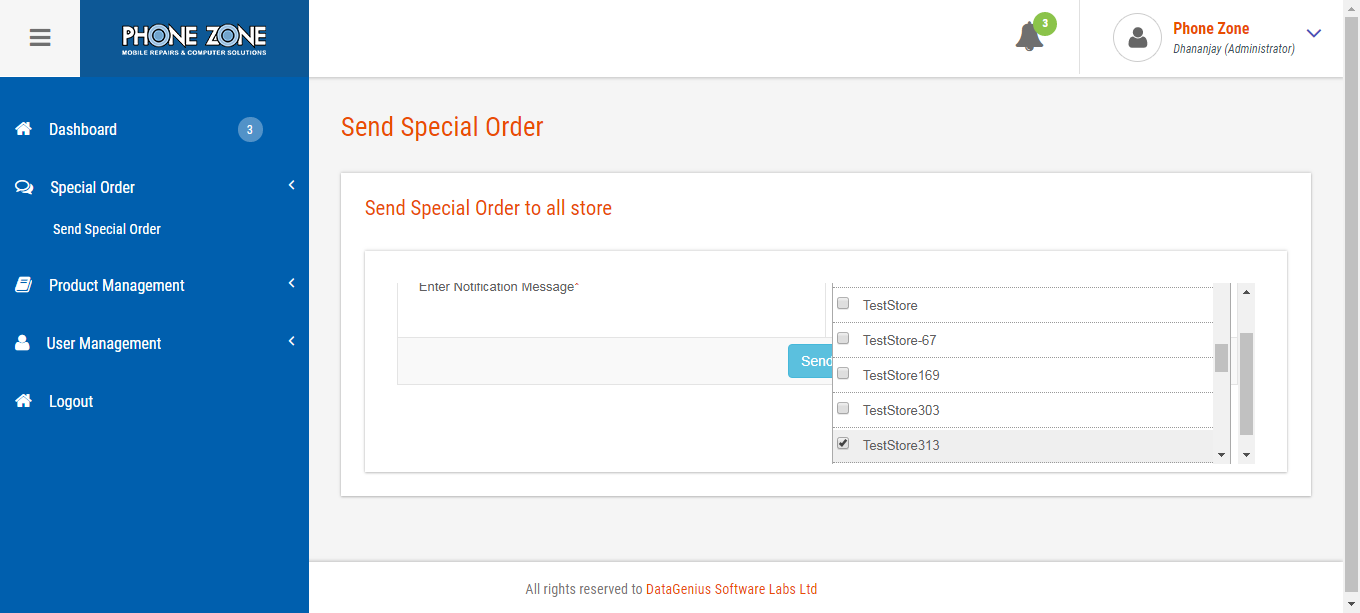 PHONE ZONE
MOBILE REPAIRS & COMPUTER SOLUTIONS
3
Phone Zone
Dhananjay (Administrator)
Dashboard
3
Special Order
Send Special Order
Product Management
User Management
Logout
Send Special Order
Send Special Order to all store
Enter Notification Message*
Send
TestStore
TestStore-67
TestStore169
TestStore303
TestStore313
All rights reserved to DataGenius Software Labs Ltd